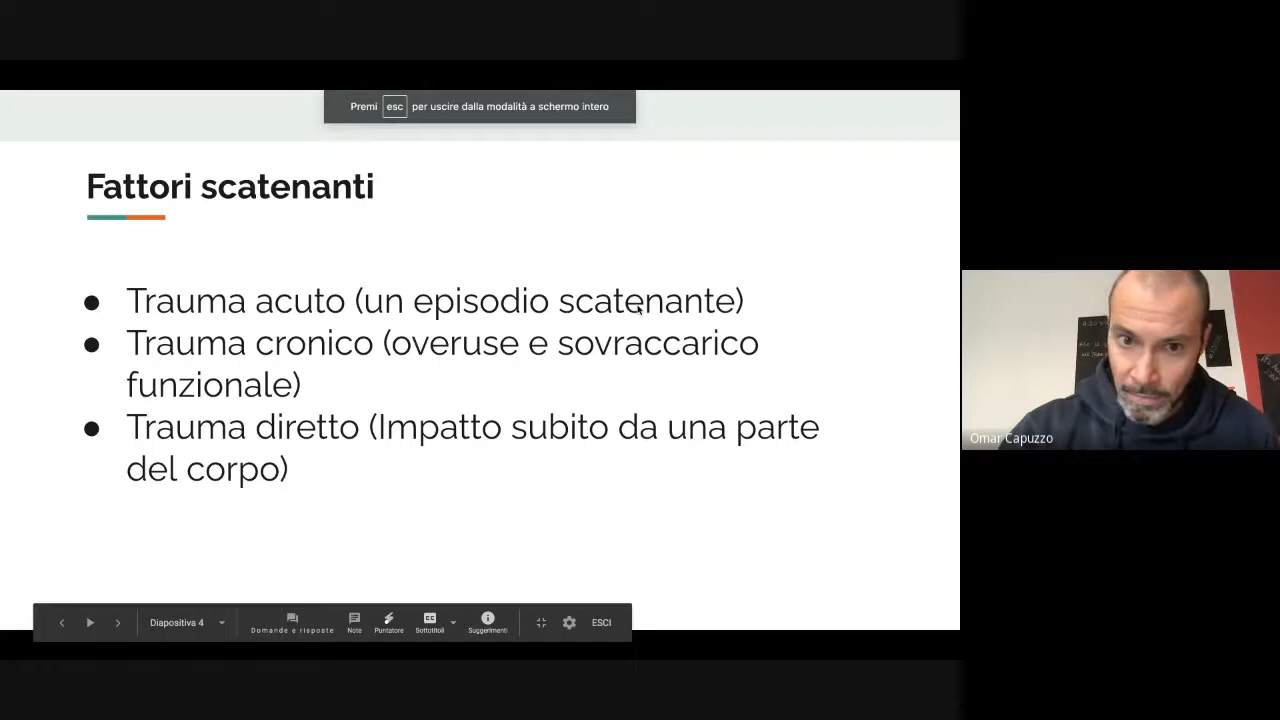 Premi esc per uscire dalla modalità a schermo intero
Fattori scatenanti
● Trauma acuto (un episodio scatenante)
● Trauma cronico (overuse e sovraccarico
funzionale)
● Trauma diretto (Impatto subito da una parte
del corpo)
Omar Capuzzo
Diapositiva 4
Domande e risposte
Note
Puntatore
CC
Sottotitoli
Suggerimenti
ESCI